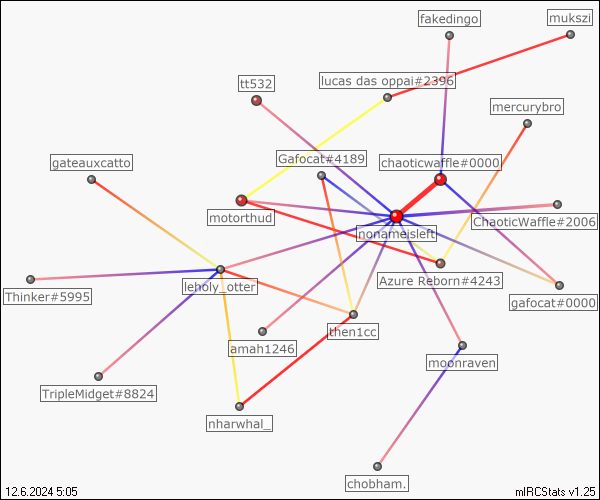 fakedingo
mukszi
tt532
lucas das oppai#2396
mercurybro
gateauxcatto
Gafocat#4189
chaoticwaffle#0000
motorthud
nonameisleft
ChaoticWaffle#2006
Thinker#5995
leholy_otter
Azure Reborn#4243
gafocat#0000
then1cc
amah1246
moonraven
TripleMidget#8824
nharwhal_
chobham.
12.6.2024 5:05
mIRCStats v1.25